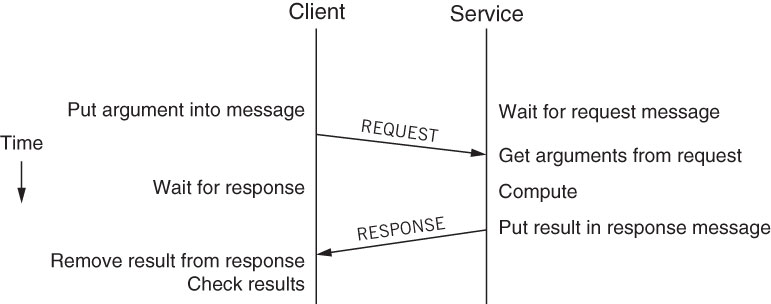 Client
Service
Put argument into message
Wait for request message
REQUEST
Time
Get arguments from request
Wait for response
Compute
RESPONSE
Put result in response message
Remove result from response
Check results